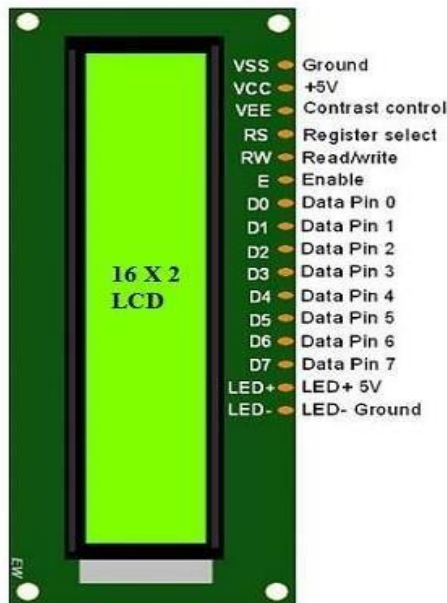 VSS Ground
VCC +5V
VEE Contrast control
RS Register select
RW Read/write
E Enable
D0 Data Pin 0
D1 Data Pin 1
D2 Data Pin 2
D3 Data Pin 3
D4 Data Pin 4
D5 Data Pin 5
D6 Data Pin 6
D7 Data Pin 7
LED+ LED+ 5V
LED- LED- Ground
16 X 2
LCD
EW